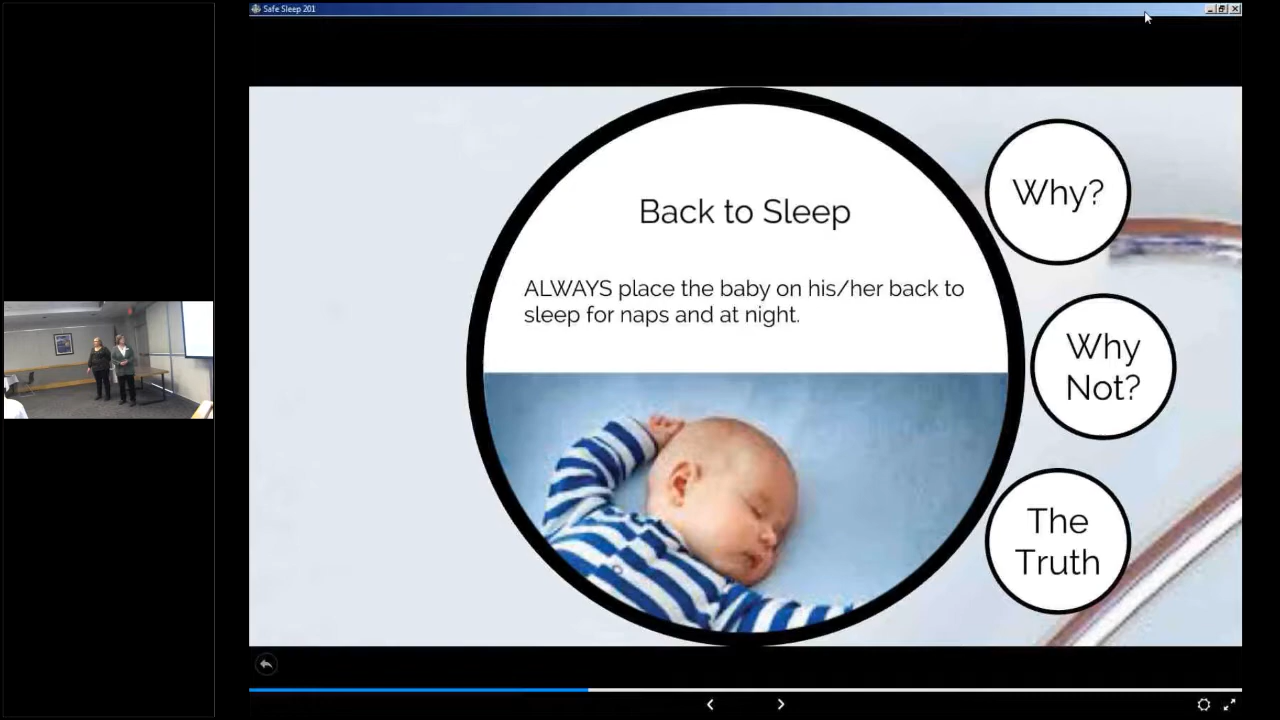 Safe Sleep 201
Back to Sleep
ALWAYS place the baby on his/her back to
sleep for naps and at night.
Why?
Why
Not?
The
Truth